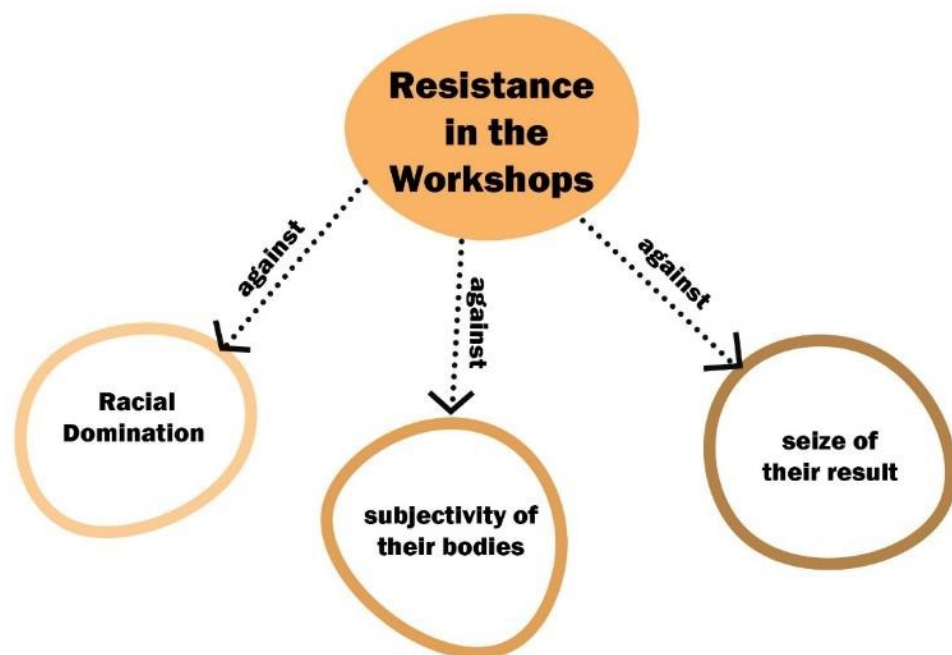 Resistance
in the
Workshops
against
against
against
Racial
Domination
subjectivity of
their bodies
seize of
their result